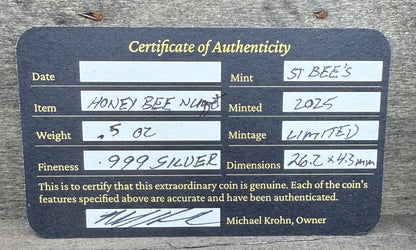 Certificate of Authenticity
Date
Mint ST BEE'S
Item HONEY BEE
Minted 2025
Weight .5 OZ
Mintage LIMITED
Fineness .999 SILVER
Dimensions 26.2 x 4.3mm
This is to certify that this extraordinary coin is genuine. Each of the coin's
features specified above are accurate and have been authenticated.
Michael Krohn, Owner